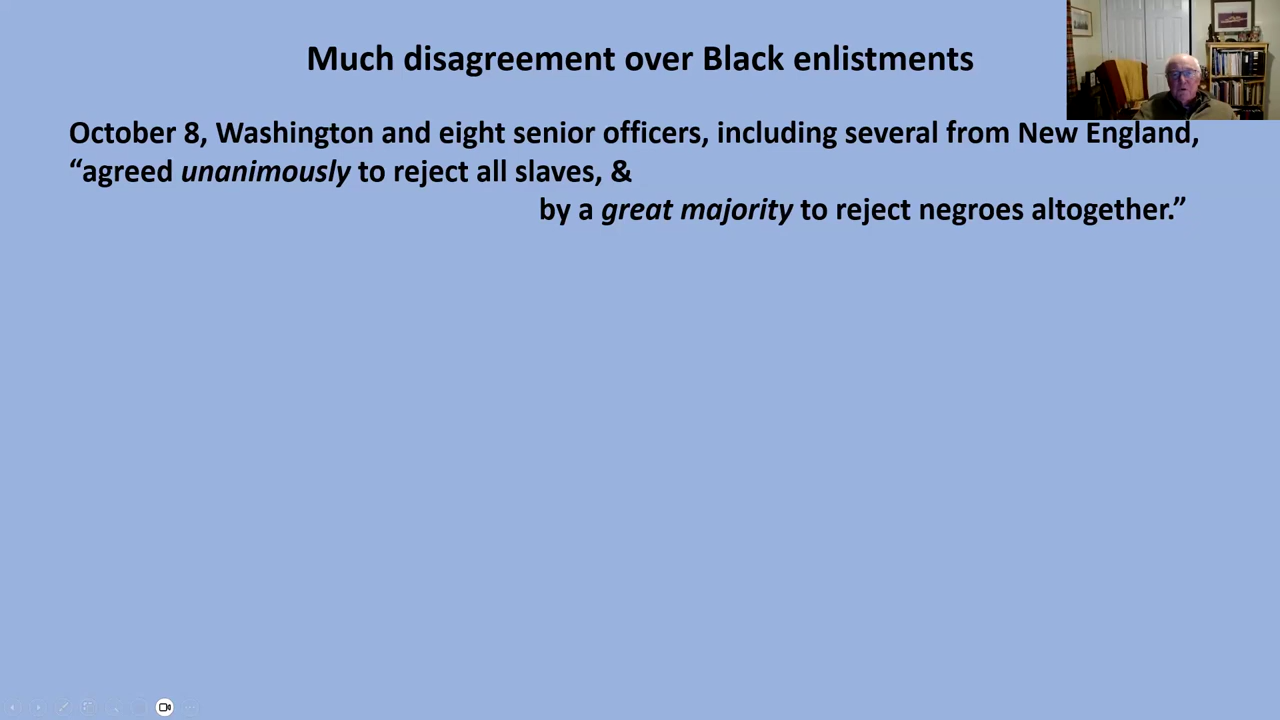 Much disagreement over Black enlistments
October 8, Washington and eight senior officers, including several from New England,
“agreed unanimously to reject all slaves, &
by a great majority to reject negroes altogether.”